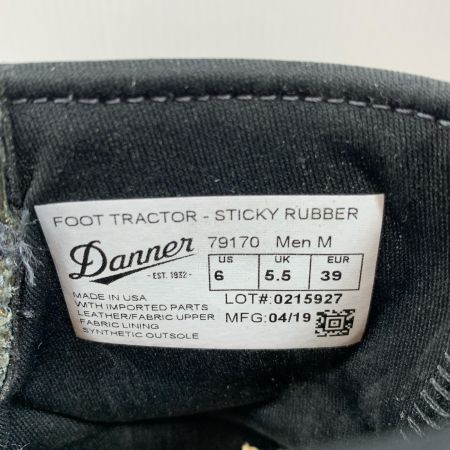 FOOT TRACTOR - STICKY RUBBER
Danner
- EST. 1932 -
79170 Men M
US UK EUR
6 5.5 39
MADE IN USA
WITH IMPORTED PARTS
LEATHER/FABRIC UPPER
FABRIC LINING
SYNTHETIC OUTSOLE
LOT#:0215927
MFG:04/19